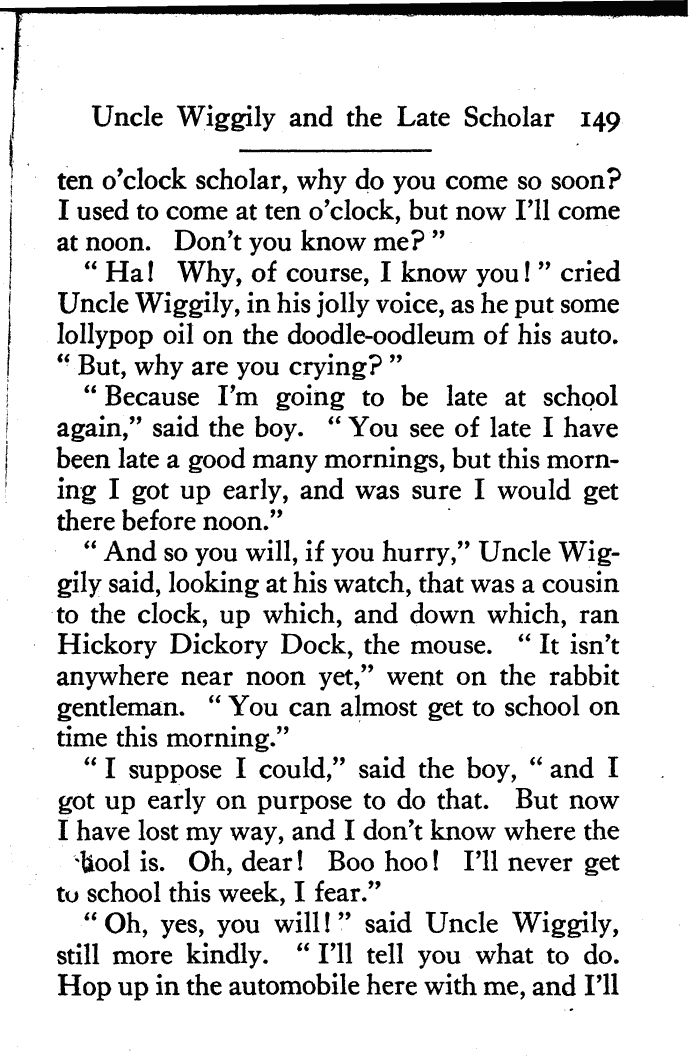 Uncle Wiggily and the Late Scholar 149
ten o'clock scholar, why do you come so soon?
I used to come at ten o'clock, but now I'll come
at noon. Don't you know me?"
"Ha! Why, of course, I know you!" cried
Uncle Wiggily, in his jolly voice, as he put some
lollypop oil on the doodle-oodleum of his auto.
"But, why are you crying?"
"Because I'm going to be late at school
again," said the boy. "You see of late I have
been late a good many mornings, but this morn-
ing I got up early, and was sure I would get
there before noon."
"And so you will, if you hurry," Uncle Wig-
gily said, looking at his watch, that was a cousin
to the clock, up which, and down which, ran
Hickory Dickory Dock, the mouse. "It isn't
anywhere near noon yet," went on the rabbit
gentleman. "You can almost get to school on
time this morning."
"I suppose I could," said the boy, "and I
got up early on purpose to do that. But now
I have lost my way, and I don't know where the
hool is. Oh, dear! Boo hoo! I'll never get
to school this week, I fear."
"Oh, yes, you will!" said Uncle Wiggily,
still more kindly. "I'll tell you what to do.
Hop up in the automobile here with me, and I'll